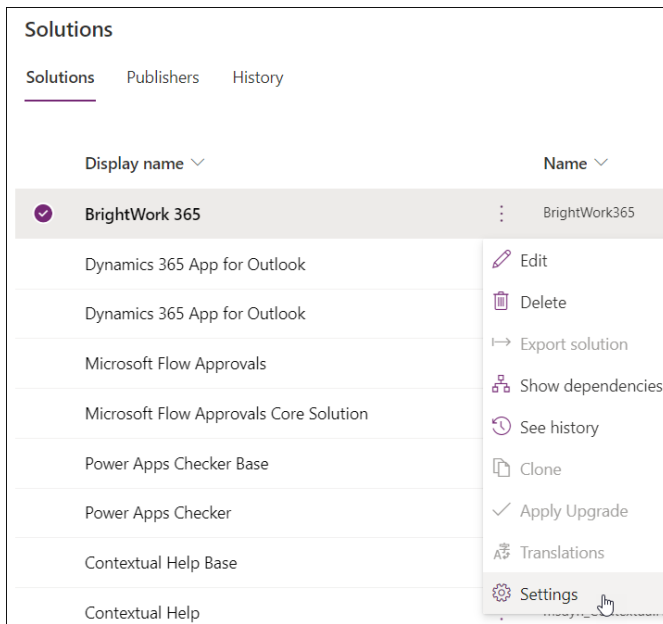 Solutions
Solutions Publishers History
Display name Name
BrightWork 365 BrightWork365
Dynamics 365 App for Outlook Edit
Dynamics 365 App for Outlook Delete
Microsoft Flow Approvals Export solution
Show dependencies
Microsoft Flow Approvals Core Solution See history
Power Apps Checker Base Clone
Power Apps Checker Apply Upgrade
Contextual Help Base Translations
Settings
Contextual Help